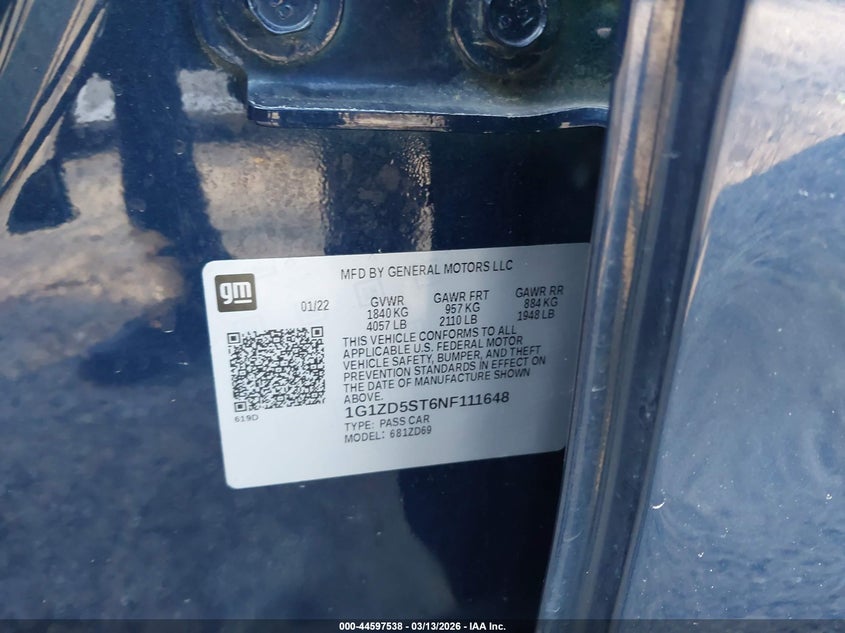 MFD BY GENERAL MOTORS LLC
gm
01/22
GVWR
1840 KG
4057 LB
GAWR FRT
957 KG
2110 LB
GAWR RR
884 KG
1948 LB
THIS VEHICLE CONFORMS TO ALL
APPLICABLE U.S. FEDERAL MOTOR
VEHICLE SAFETY, BUMPER, AND THEFT
PREVENTION STANDARDS IN EFFECT ON
THE DATE OF MANUFACTURE SHOWN
ABOVE.
1G1ZD5ST6NF111648
TYPE: PASS CAR
MODEL: 681ZD69
619D
000-44597538 - 03/13/2026 - IAA Inc.